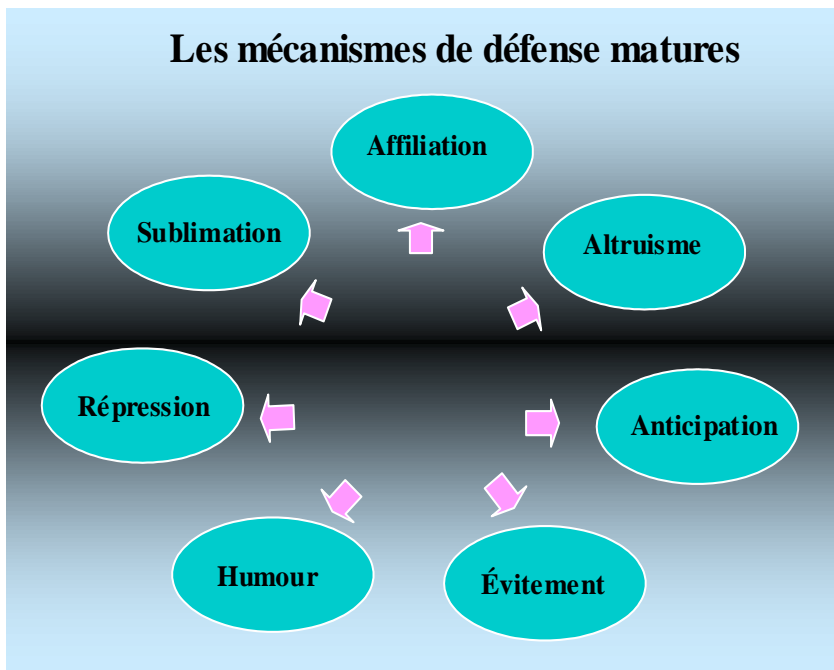 Les mécanismes de défense matures
Affiliation
Sublimation
Altruisme
Répression
Anticipation
Humour
Évitement